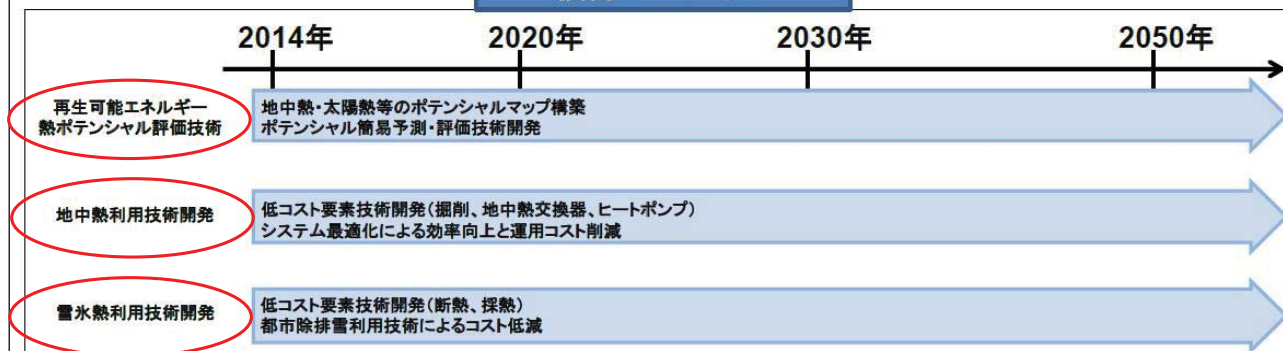 2014年 2020年 2030年 2050年
再生可能エネルギー
熱ポテンシャル評価技術
地中熱・太陽熱等のポテンシャルマップ構築
ポテンシャル簡易予測・評価技術開発
地中熱利用技術開発
低コスト要素技術開発(掘削、地中熱交換器、ヒートポンプ)
システム最適化による効率向上と運用コスト削減
雪氷熱利用技術開発
低コスト要素技術開発(断熱、採熱)
都市除排雪利用技術によるコスト低減